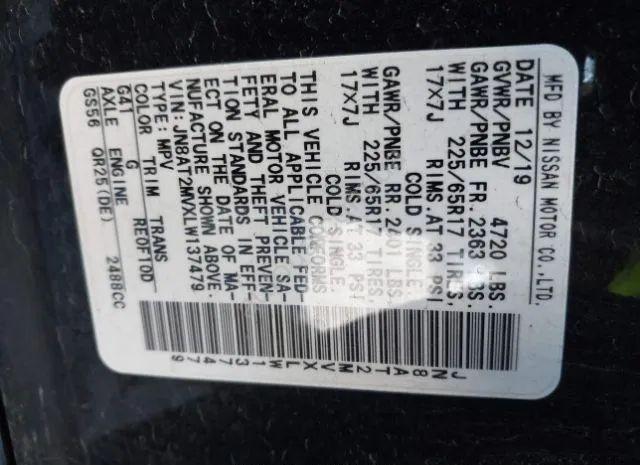 MFD BY NISSAN MOTOR CO.,LTD.
DATE 12/19
GVWR/PNBV 4720 LBS.
GAWR/PNBE FR. 2363 LBS.
WITH 225/65R17 TIRES,
17X7J RIMS.AT 33 PSI
COLD SINGLE.
GAWR/PNBE RR. 2401 LBS.
WITH 225/65R17 TIRES,
17X7J RIMS.AT 33 PSI
COLD SINGLE.
THIS VEHICLE CONFORMS
TO ALL APPLICABLE FED-
ERAL MOTOR VEHICLE SA-
FETY AND THEFT PREVEN-
TION STANDARDS IN EFF-
ECT ON THE DATE OF MA-
NUFACTURE SHOWN ABOVE.
VIN:JN8AT2MVXLW137479
TYPE:MPV
COLOR TRIM TRANS
G41 G RE0F10D
AXLE ENGINE
GS56 QR25(DE) 2488CC
JN8AT2MVXLW137479